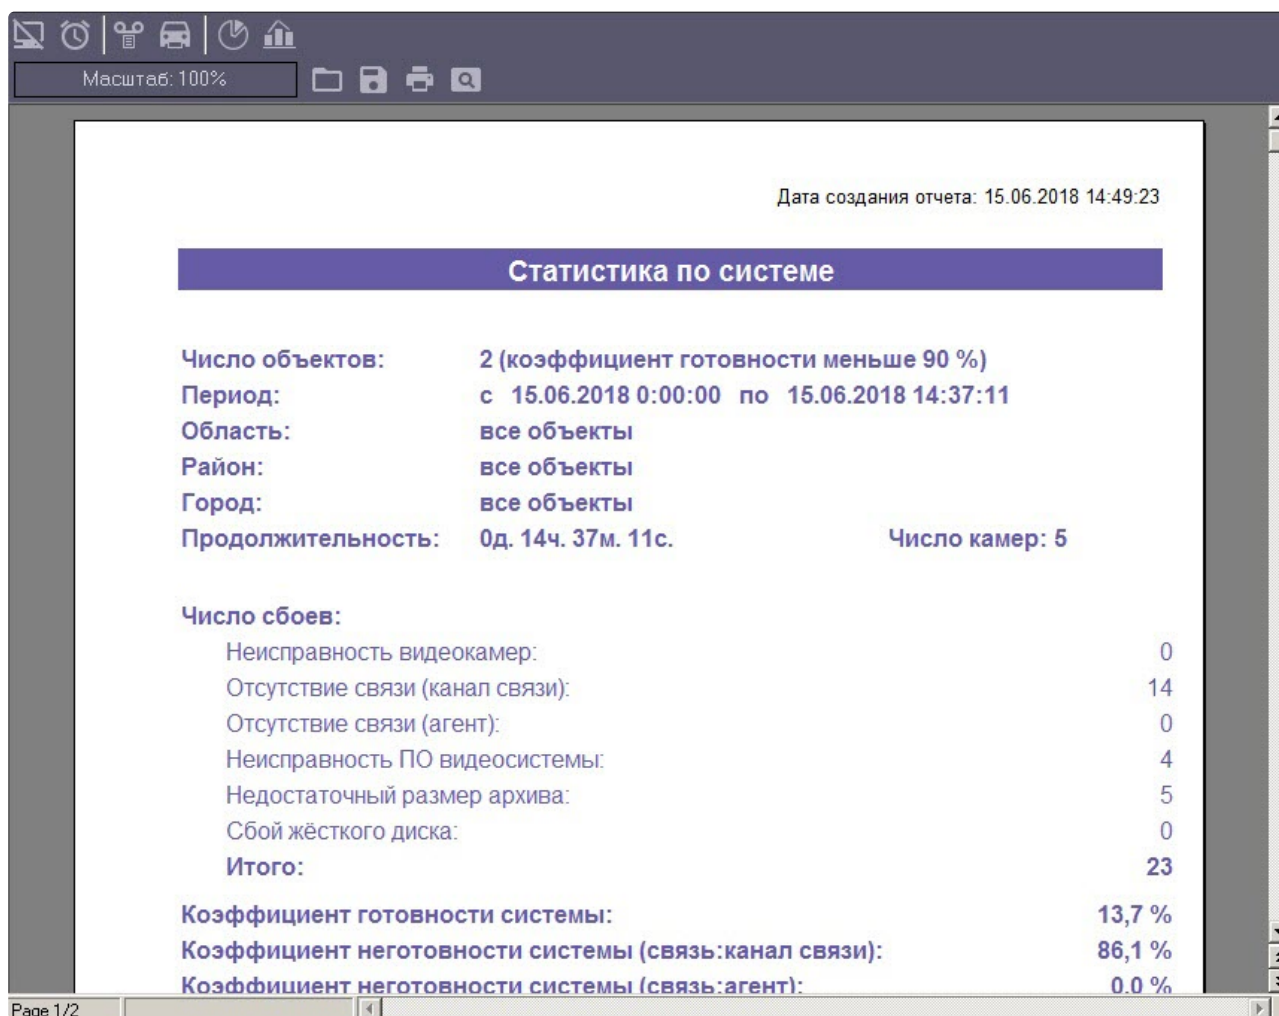 Масштаб: 100%
Дата создания отчета: 15.06.2018 14:49:23
Статистика по системе
Число объектов: 2 (коэффициент готовности меньше 90 %)
Период: с 15.06.2018 0:00:00 по 15.06.2018 14:37:11
Область: все объекты
Район: все объекты
Город: все объекты
Продолжительность: 0д. 14ч. 37м. 11с. Число камер: 5
Число сбоев:
Неисправность видеокамер: 0
Отсутствие связи (канал связи): 14
Отсутствие связи (агент): 0
Неисправность ПО видеосистемы: 4
Недостаточный размер архива: 5
Сбой жёсткого диска: 0
Итого: 23
Коэффициент готовности системы: 13,7 %
Коэффициент неготовности системы (связь:канал связи): 86,1 %
Коэффициент неготовности системы (связь:агент): 0.0 %
Page 1/2